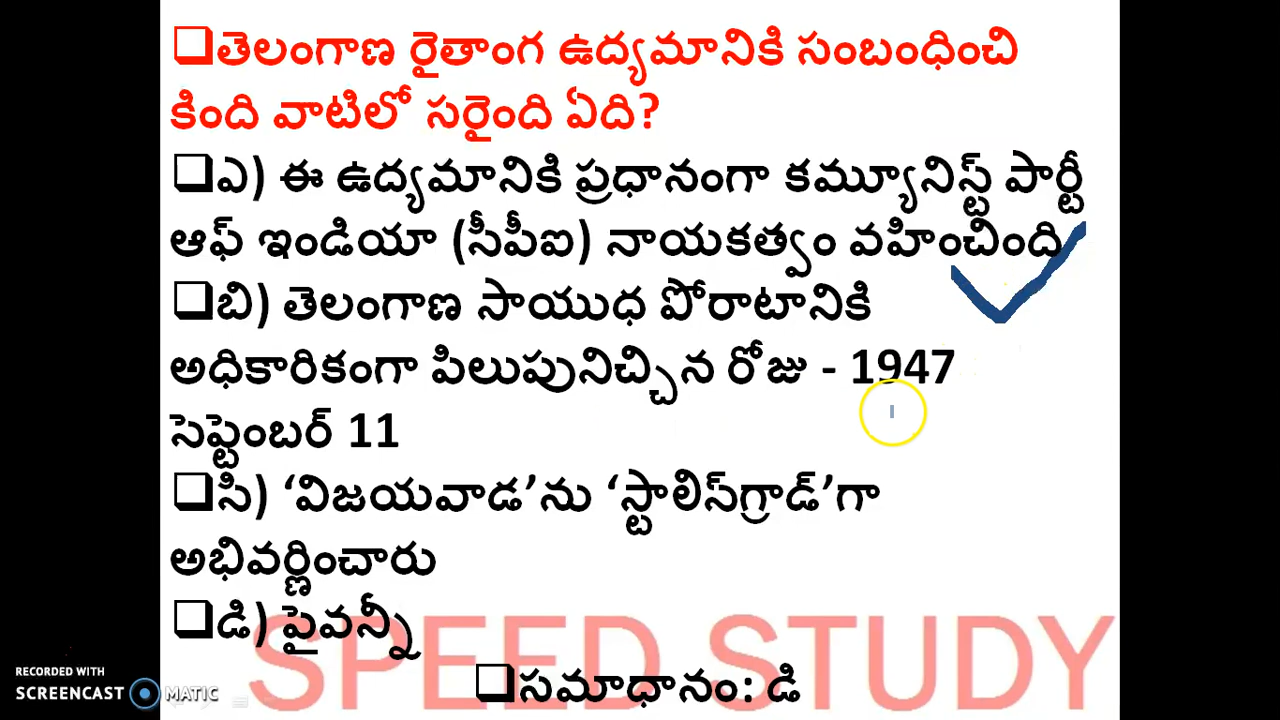 ❑తెలంగాణ రైతాంగ ఉద్యమానికి సంబంధించి
కింది వాటిలో సరైంది ఏది?
❑ఎ) ఈ ఉద్యమానికి ప్రధానంగా కమ్యూనిస్ట్ పార్టీ
ఆఫ్ ఇండియా (సీపీఐ) నాయకత్వం వహించింది
❑బి) తెలంగాణ సాయుధ పోరాటానికి
అధికారికంగా పిలుపునిచ్చిన రోజు - 1947
సెప్టెంబర్ 11
❑సి) ‘విజయవాడ’ను ‘స్టాలిస్‌గ్రాడ్’గా
అభివర్ణించారు
❑డి) పైవన్నీ
SPEED STUDY
❑సమాధానం: డి
RECORDED WITH
SCREENCAST MATIC